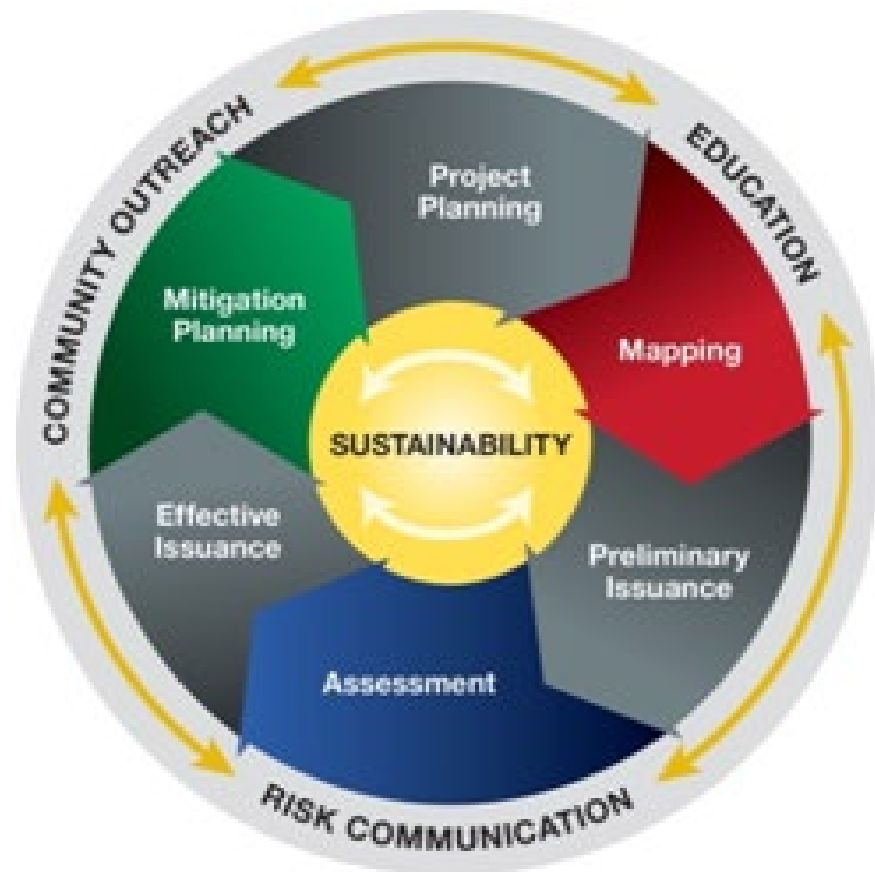 COMMUNITY OUTREACH
EDUCATION
Project
Planning
Mitigation
Planning
Mapping
SUSTAINABILITY
Effective
Issuance
Preliminary
Issuance
Assessment
RISK COMMUNICATION